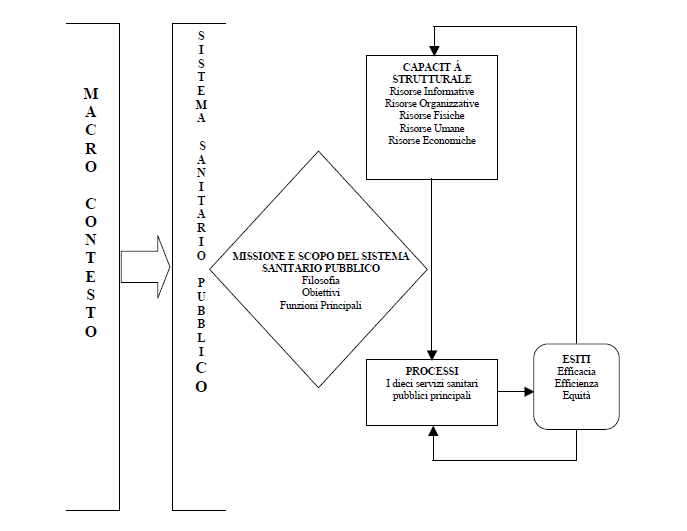 MACRO CONTESTO
SISTEMA SANITARIO PUBBLICO
MISSIONE E SCOPO DEL SISTEMA
SANITARIO PUBBLICO
Filosofia
Obiettivi
Funzioni Principali
CAPACIT Á
STRUTTURALE
Risorse Informative
Risorse Organizzative
Risorse Fisiche
Risorse Umane
Risorse Economiche
PROCESSI
I dieci servizi sanitari
pubblici principali
ESITI
Efficacia
Efficienza
Equità